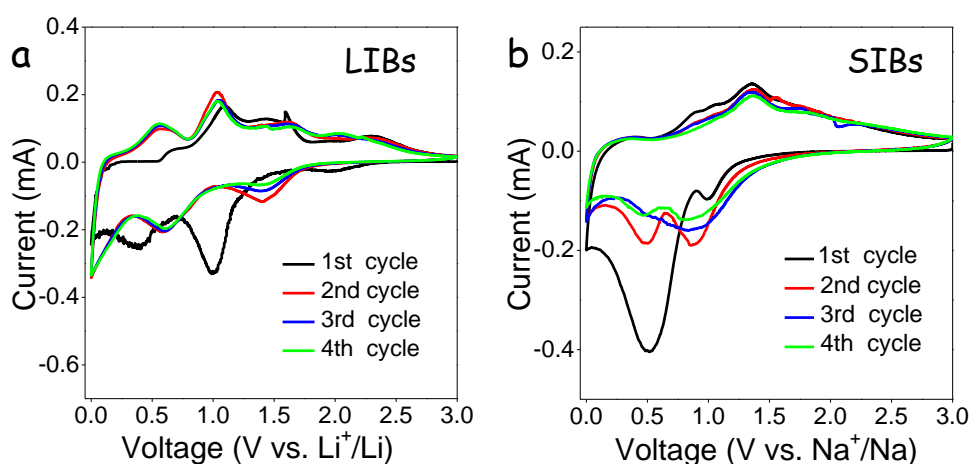 a
LIBs
0.4
0.2
0.0
-0.2
-0.4
-0.6
Current (mA)
1st cycle
2nd cycle
3rd cycle
4th cycle
0.0 0.5 1.0 1.5 2.0 2.5 3.0
Voltage (V vs. Li⁺/Li)
b
SIBs
0.2
0.0
-0.2
-0.4
Current (mA)
1st cycle
2nd cycle
3rd cycle
4th cycle
0.0 0.5 1.0 1.5 2.0 2.5 3.0
Voltage (V vs. Na⁺/Na)